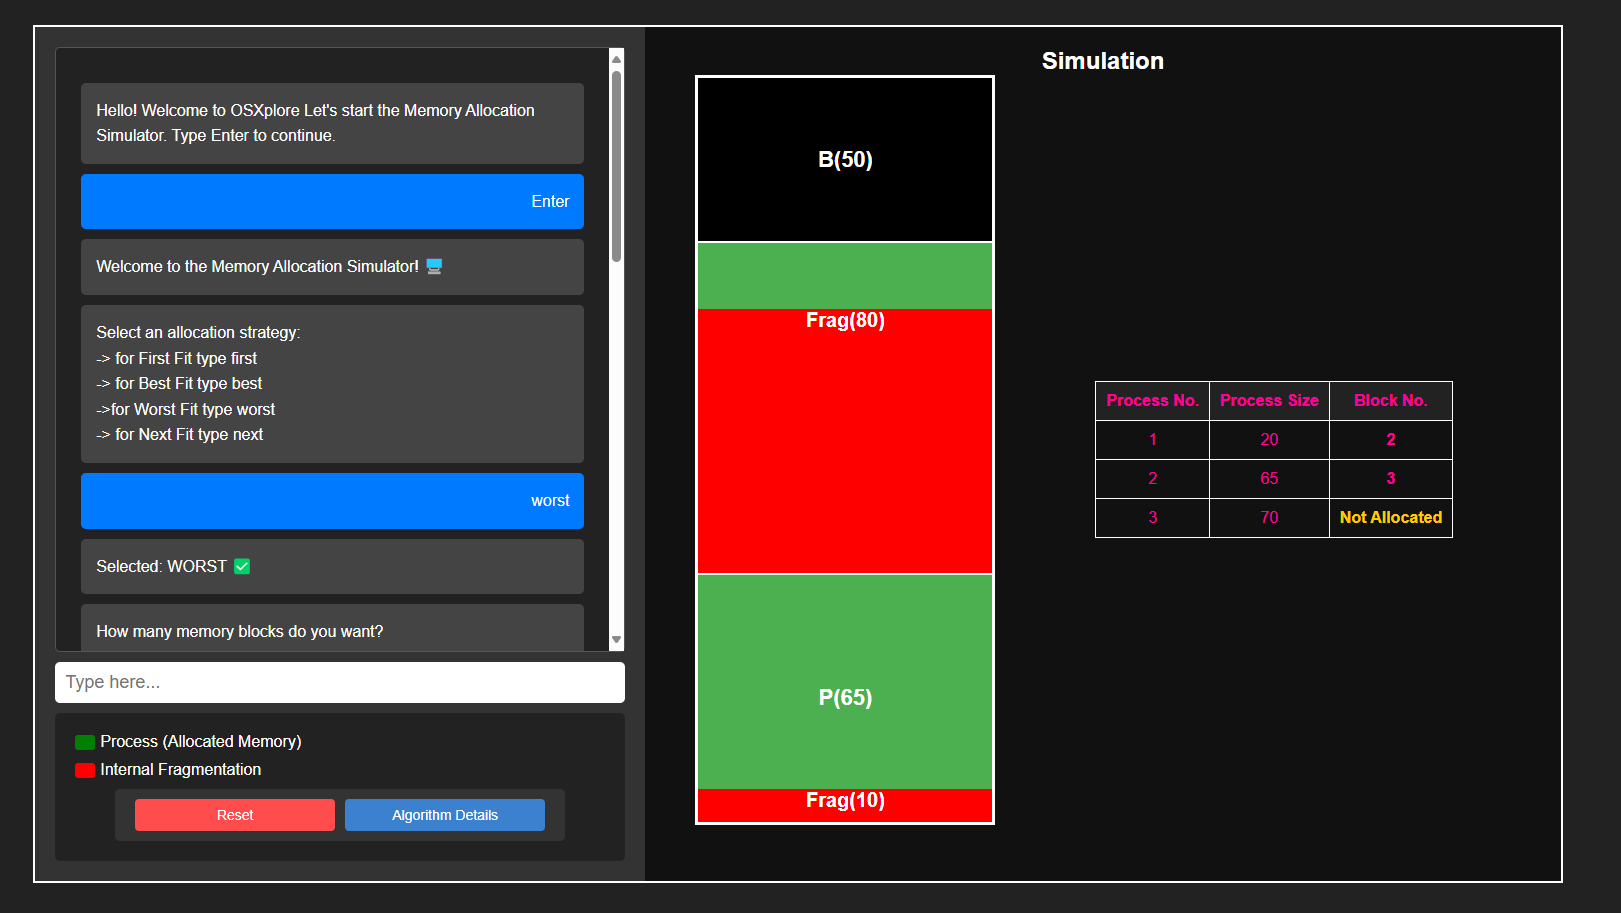 Hello! Welcome to OSXplore Let's start the Memory Allocation
Simulator. Type Enter to continue.
Enter
Welcome to the Memory Allocation Simulator! 🖥️
Select an allocation strategy:
-> for First Fit type first
-> for Best Fit type best
->for Worst Fit type worst
-> for Next Fit type next
worst
Selected: WORST ✅
How many memory blocks do you want?
Type here...
Process (Allocated Memory)
Internal Fragmentation
Reset Algorithm Details
Simulation
B(50)
Frag(80)
P(65)
Frag(10)
Process No. Process Size Block No.
1 20 2
2 65 3
3 70 Not Allocated